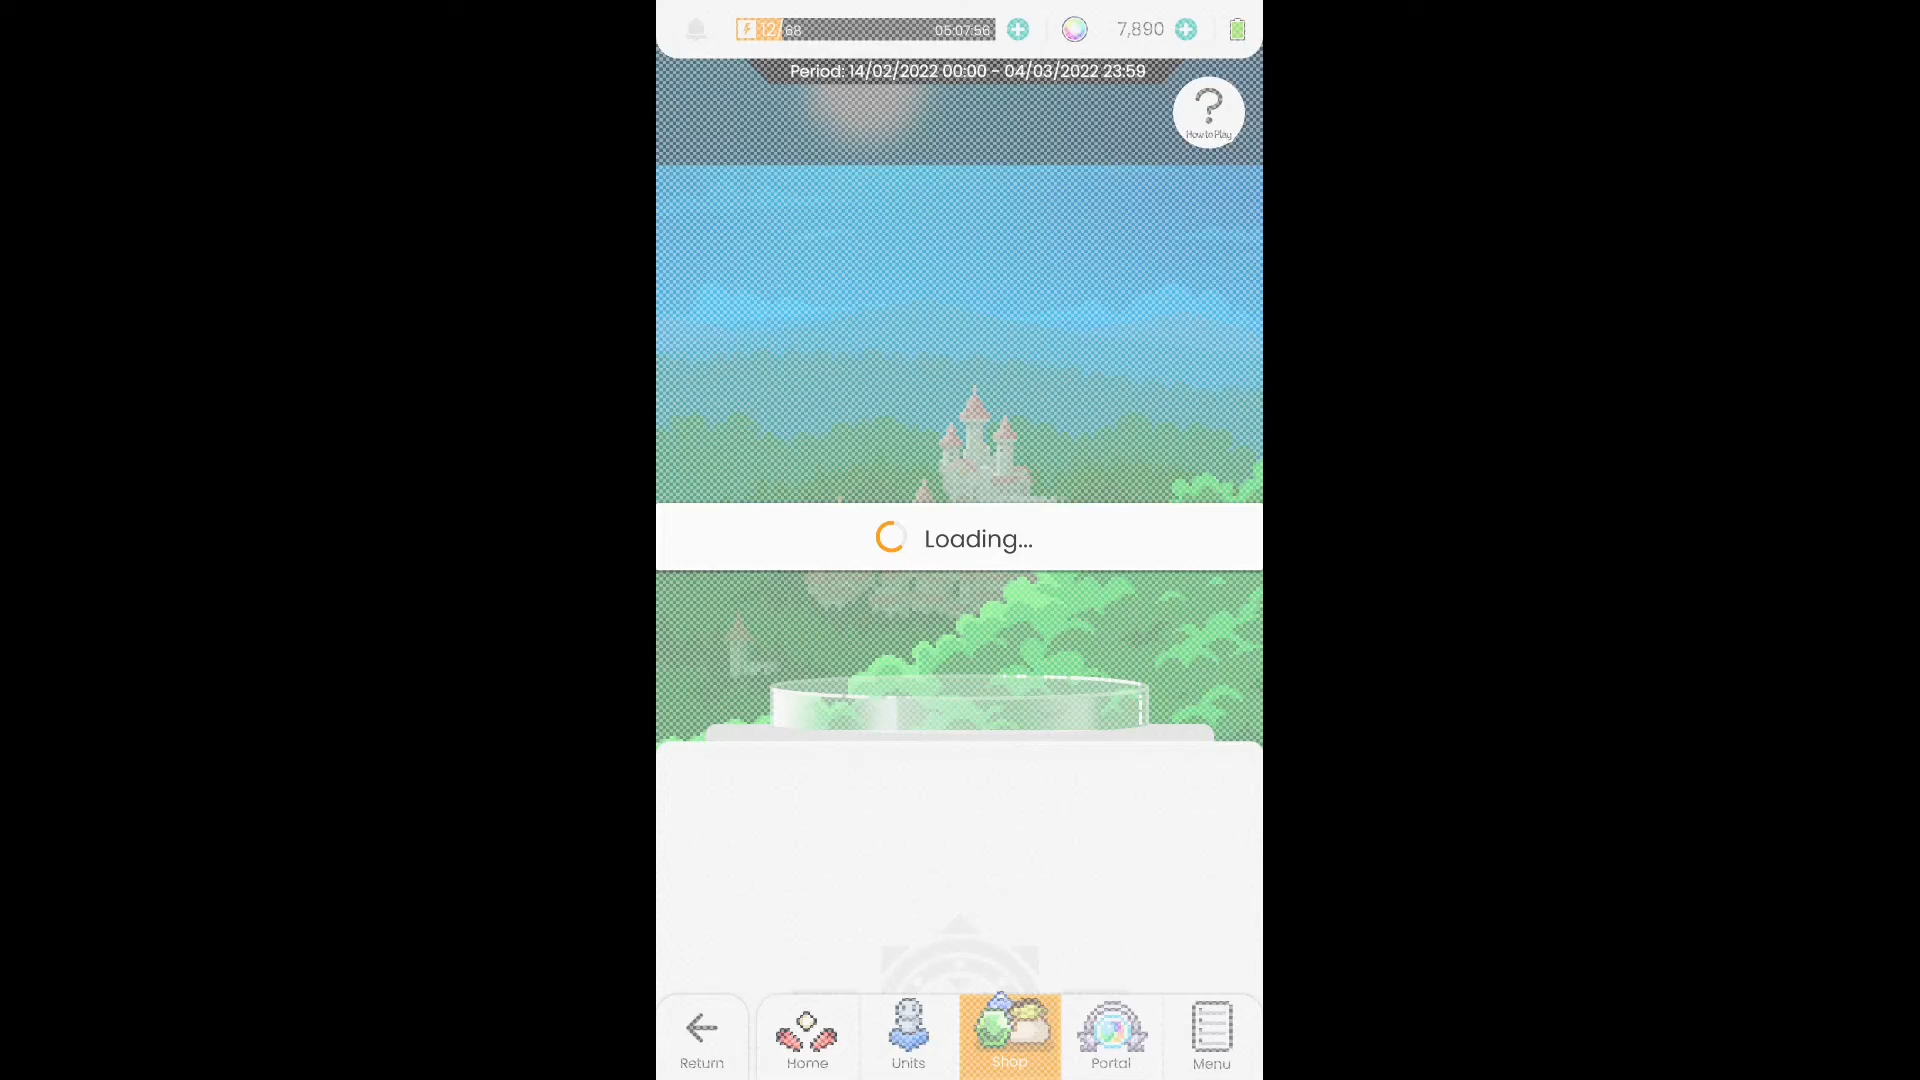 12/68
05:07:56
7,890
Period: 14/02/2022 00:00 - 04/03/2022 23:59
?
How to Play
Loading...
Return
Home
Units
Shop
Portal
Menu